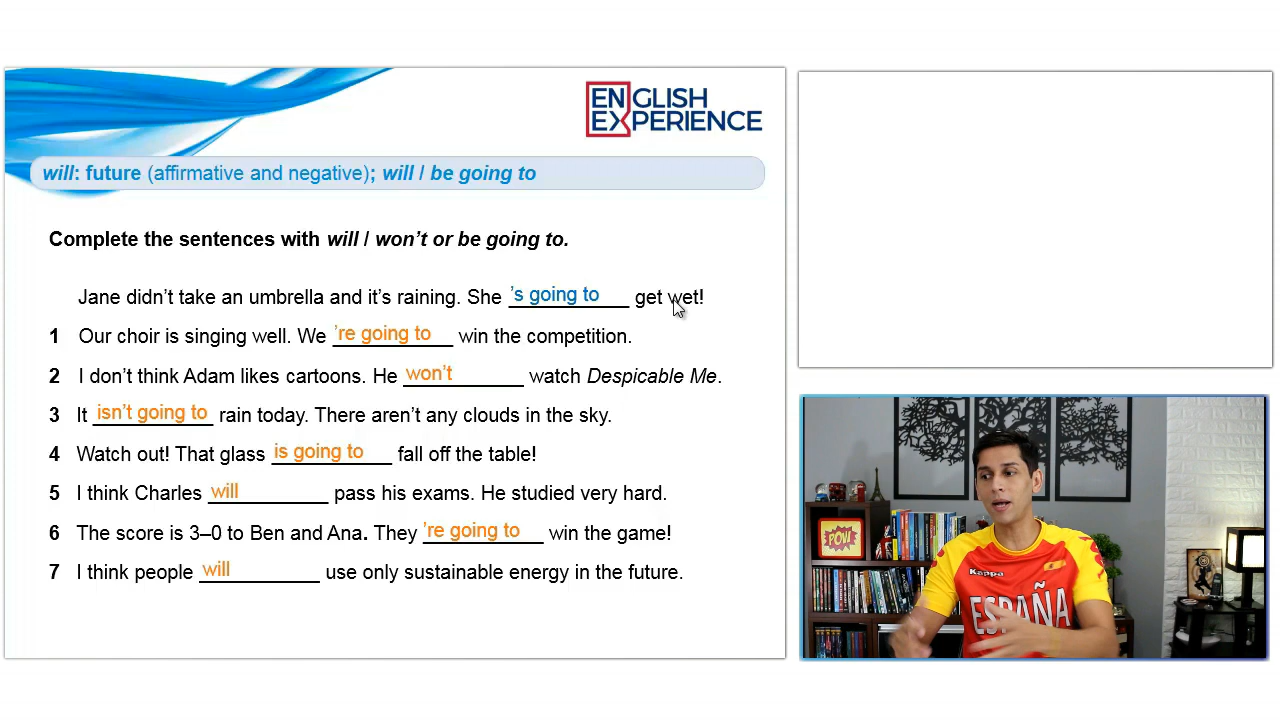 ENGLISH
EXPERIENCE
will: future (affirmative and negative); will / be going to
Complete the sentences with will / won’t or be going to.
Jane didn’t take an umbrella and it’s raining. She ’s going to get wet!
1 Our choir is singing well. We ’re going to win the competition.
2 I don’t think Adam likes cartoons. He won’t watch Despicable Me.
3 It isn’t going to rain today. There aren’t any clouds in the sky.
4 Watch out! That glass is going to fall off the table!
5 I think Charles will pass his exams. He studied very hard.
6 The score is 3–0 to Ben and Ana. They ’re going to win the game!
7 I think people will use only sustainable energy in the future.
POW!
Kappa
ESPAÑA